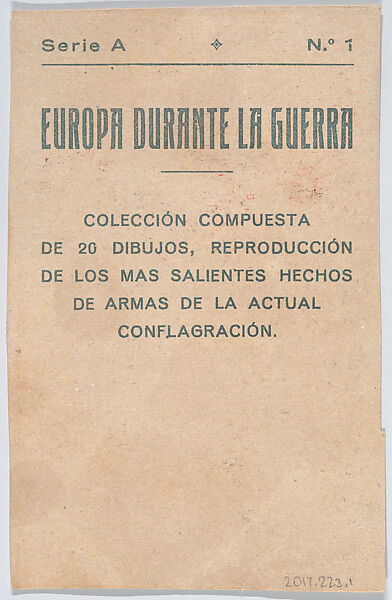 Serie A N.º 1
EUROPA DURANTE LA GUERRA
COLECCIÓN COMPUESTA
DE 20 DIBUJOS, REPRODUCCIÓN
DE LOS MAS SALIENTES HECHOS
DE ARMAS DE LA ACTUAL
CONFLAGRACIÓN.
2017.223.1